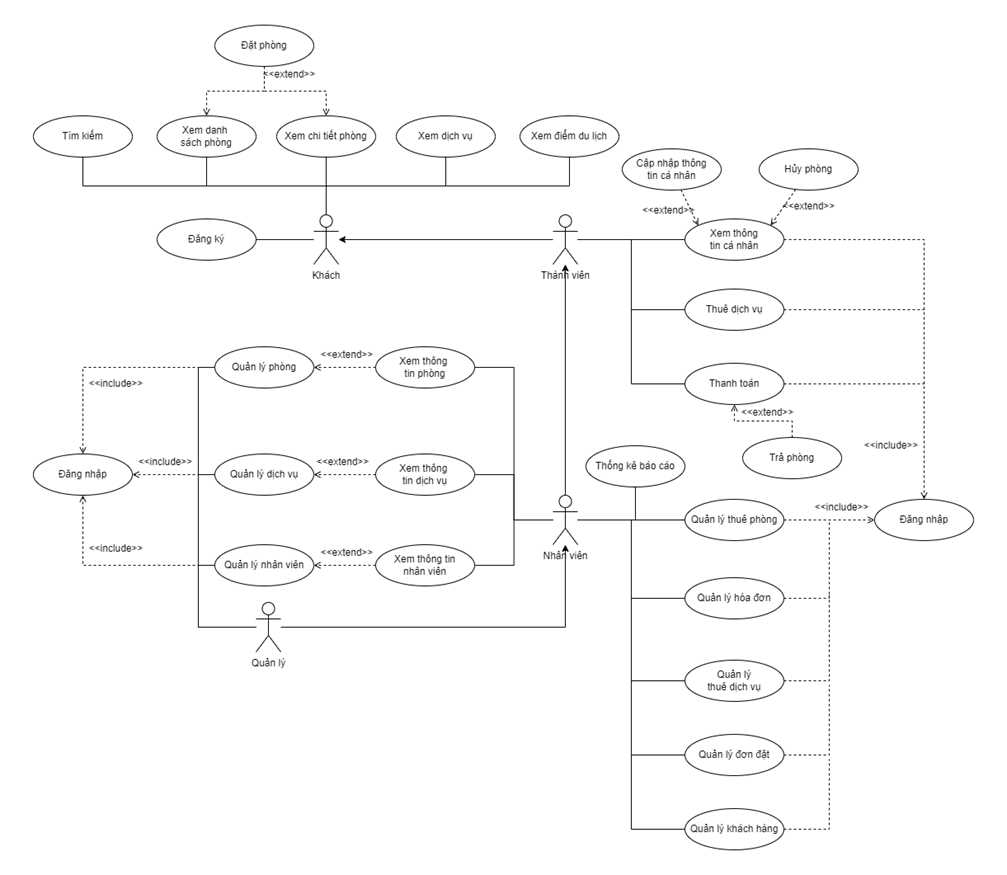 Đặt phòng
<<extend>>
Tìm kiếm
Xem danh
sách phòng
Xem chi tiết phòng
Xem dịch vụ
Xem điểm du lịch
Cập nhập thông
tin cá nhân
Hủy phòng
<<extend>>
<<extend>>
Đăng ký
Khách
Thành viên
Xem thông
tin cá nhân
Thuê dịch vụ
Quản lý phòng
<<extend>>
Xem thông
tin phòng
<<include>>
Thanh toán
<<extend>>
<<include>>
Trả phòng
Đăng nhập
<<include>>
Quản lý dịch vụ
<<extend>>
Xem thông
tin dịch vụ
Thống kê báo cáo
Nhân viên
Quản lý thuê phòng
<<include>>
Đăng nhập
<<include>>
Quản lý nhân viên
<<extend>>
Xem thông tin
nhân viên
Quản lý hóa đơn
Quản lý
Quản lý
thuê dịch vụ
Quản lý đơn đặt
Quản lý khách hàng